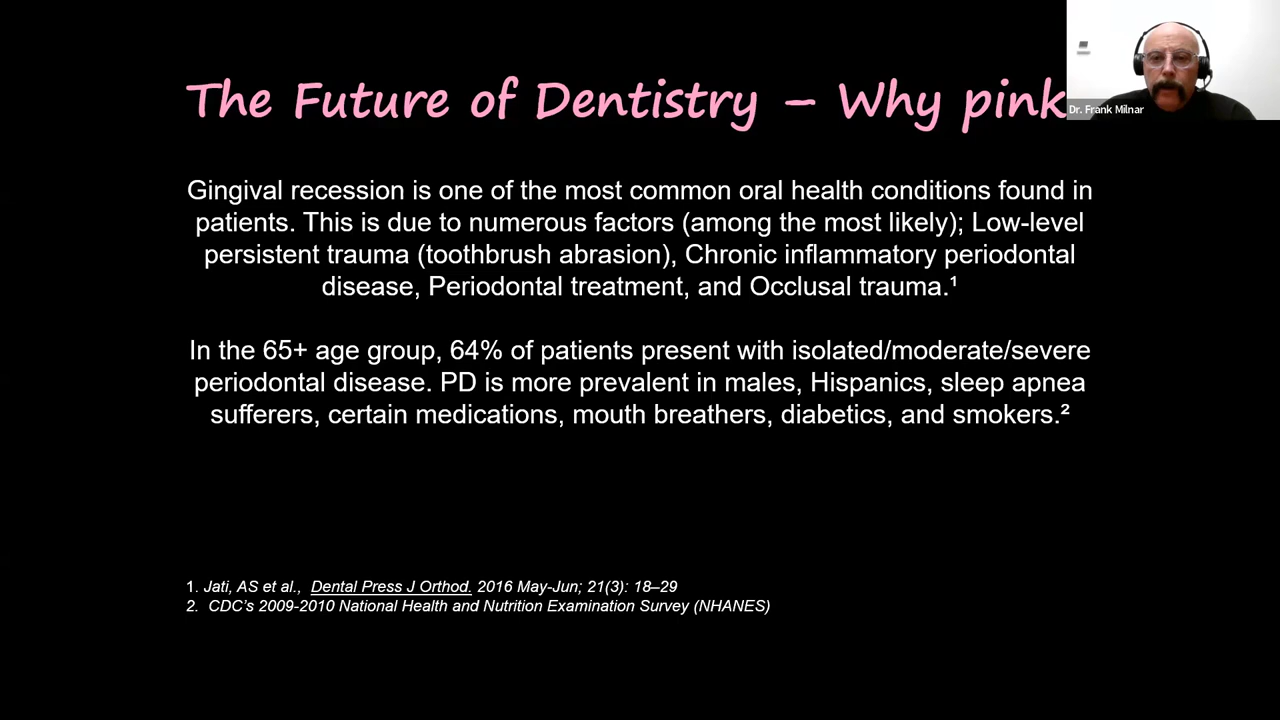 The Future of Dentistry – Why pink
Dr. Frank Milnar
Gingival recession is one of the most common oral health conditions found in
patients. This is due to numerous factors (among the most likely); Low-level
persistent trauma (toothbrush abrasion), Chronic inflammatory periodontal
disease, Periodontal treatment, and Occlusal trauma.¹
In the 65+ age group, 64% of patients present with isolated/moderate/severe
periodontal disease. PD is more prevalent in males, Hispanics, sleep apnea
sufferers, certain medications, mouth breathers, diabetics, and smokers.²
1. Jati, AS et al., Dental Press J Orthod. 2016 May-Jun; 21(3): 18–29
2. CDC's 2009-2010 National Health and Nutrition Examination Survey (NHANES)